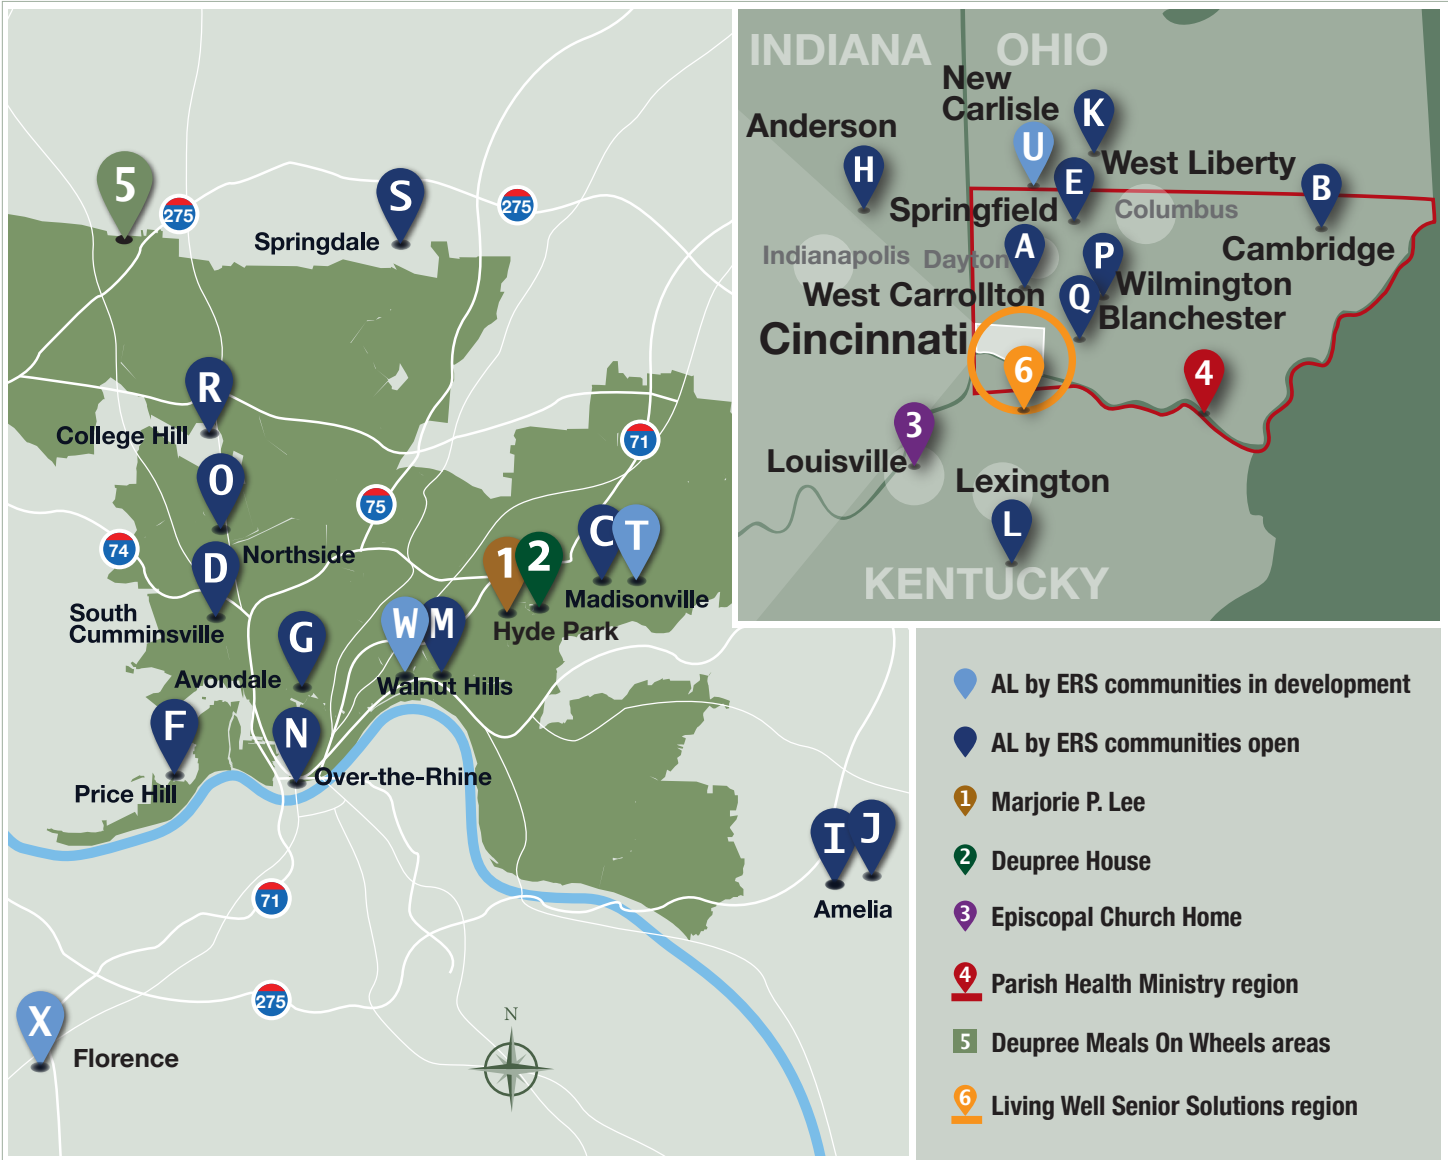 5
275
S
275
Springdale
R
College Hill
71
O
75
74
Northside
C
T
1
2
D
Madisonville
South
Cumminsville
Hyde Park
W
M
G
Avondale
Walnut Hills
F
N
Over-the-Rhine
Price Hill
I
J
Amelia
71
275
X
Florence
N
INDIANA
OHIO
New
Carlisle
K
Anderson
U
H
West Liberty
E
B
Springfield
Columbus
A
P
Cambridge
Indianapolis
Dayton
West Carrollton
Q
Wilmington
Blanchester
Cincinnati
6
4
3
Louisville
Lexington
L
KENTUCKY
AL by ERS communities in development
AL by ERS communities open
1 Marjorie P. Lee
2 Deupree House
3 Episcopal Church Home
4 Parish Health Ministry region
5 Deupree Meals On Wheels areas
6 Living Well Senior Solutions region